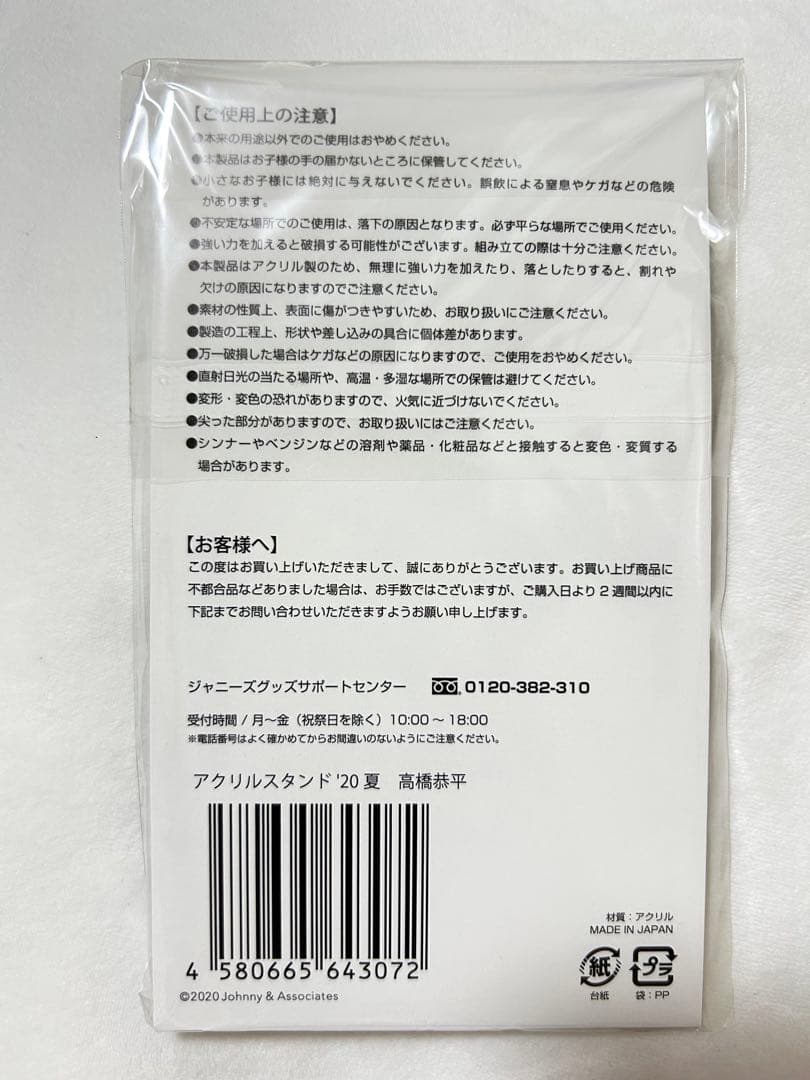 【ご使用上の注意】
●本来の用途以外でのご使用はおやめください。
●本製品はお子様の手の届かないところに保管してください。
●小さなお子様には絶対に与えないでください。誤飲による窒息やケガなどの危険
があります。
●不安定な場所でのご使用は、落下の原因となります。必ず平らな場所でご使用ください。
●強い力を加えると破損する可能性がございます。組み立ての際は十分ご注意ください。
●本製品はアクリル製のため、無理に強い力を加えたり、落としたりすると、割れや
欠けの原因になりますのでご注意ください。
●素材の性質上、表面に傷がつきやすいため、お取り扱いにご注意ください。
●製造の工程上、形状や差し込みの具合に個体差があります。
●万一破損した場合はケガなどの原因になりますので、ご使用をおやめください。
●直射日光の当たる場所や、高温・多湿な場所での保管は避けてください。
●変形・変色の恐れがありますので、火気に近づけないでください。
●尖った部分がありますので、お取り扱いにはご注意ください。
●シンナーやベンジンなどの溶剤や薬品・化粧品などと接触すると変色・変質する
場合があります。
【お客様へ】
この度はお買い上げいただきまして、誠にありがとうございます。お買い上げ商品に
不都合品などありました場合は、お手数ではございますが、ご購入日より2週間以内に
下記までお問い合わせいただきますようお願い申し上げます。
ジャニーズグッズサポートセンター 0120-382-310
受付時間 / 月〜金（祝祭日を除く）10:00 〜 18:00
※電話番号はよく確かめてからお間違いのないようにご注意ください。
アクリルスタンド '20 夏 高橋恭平
4 580665 643072
©2020 Johnny & Associates
材質：アクリル
MADE IN JAPAN
紙 プラ
台紙 袋：PP